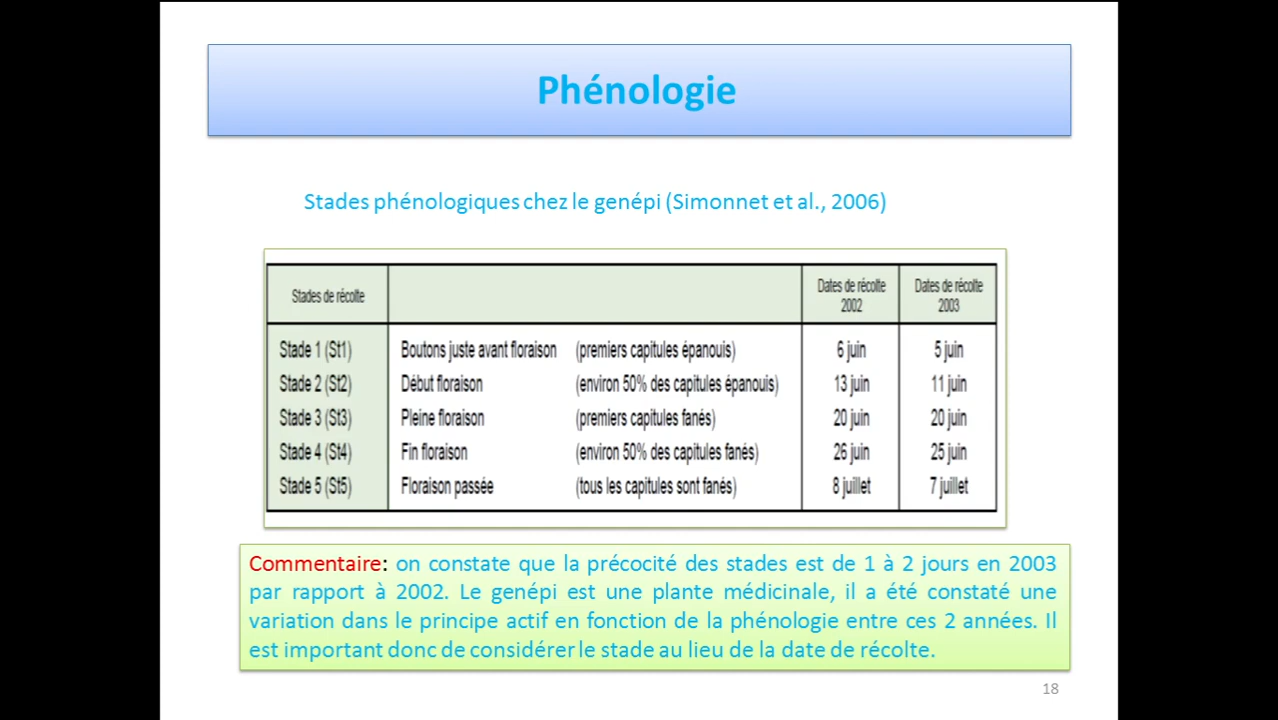 Phénologie
Stades phénologiques chez le genépi (Simonnet et al., 2006)
Stades de récolte
Dates de récolte 2002
Dates de récolte 2003
Stade 1 (St1) Boutons juste avant floraison (premiers capitules épanouis) 6 juin 5 juin
Stade 2 (St2) Début floraison (environ 50% des capitules épanouis) 13 juin 11 juin
Stade 3 (St3) Pleine floraison (premiers capitules fanés) 20 juin 20 juin
Stade 4 (St4) Fin floraison (environ 50% des capitules fanés) 26 juin 25 juin
Stade 5 (St5) Floraison passée (tous les capitules sont fanés) 8 juillet 7 juillet
Commentaire: on constate que la précocité des stades est de 1 à 2 jours en 2003
par rapport à 2002. Le genépi est une plante médicinale, il a été constaté une
variation dans le principe actif en fonction de la phénologie entre ces 2 années. Il
est important donc de considérer le stade au lieu de la date de récolte.
18